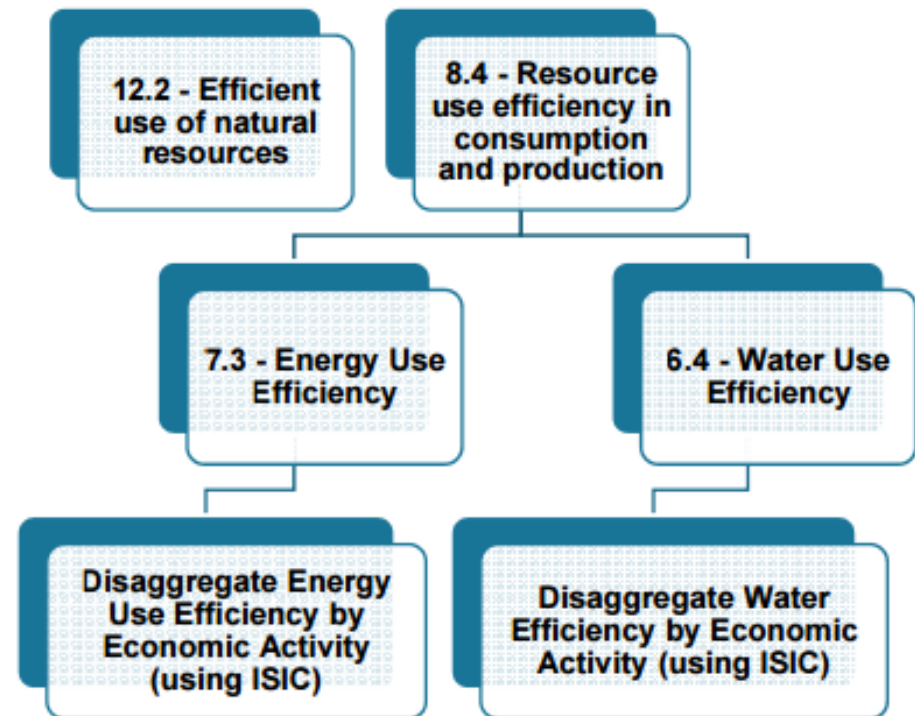 12.2 - Efficient
use of natural
resources
8.4 - Resource
use efficiency in
consumption
and production
7.3 - Energy Use
Efficiency
6.4 - Water Use
Efficiency
Disaggregate Energy
Use Efficiency by
Economic Activity
(using ISIC)
Disaggregate Water
Efficiency by Economic
Activity (using ISIC)